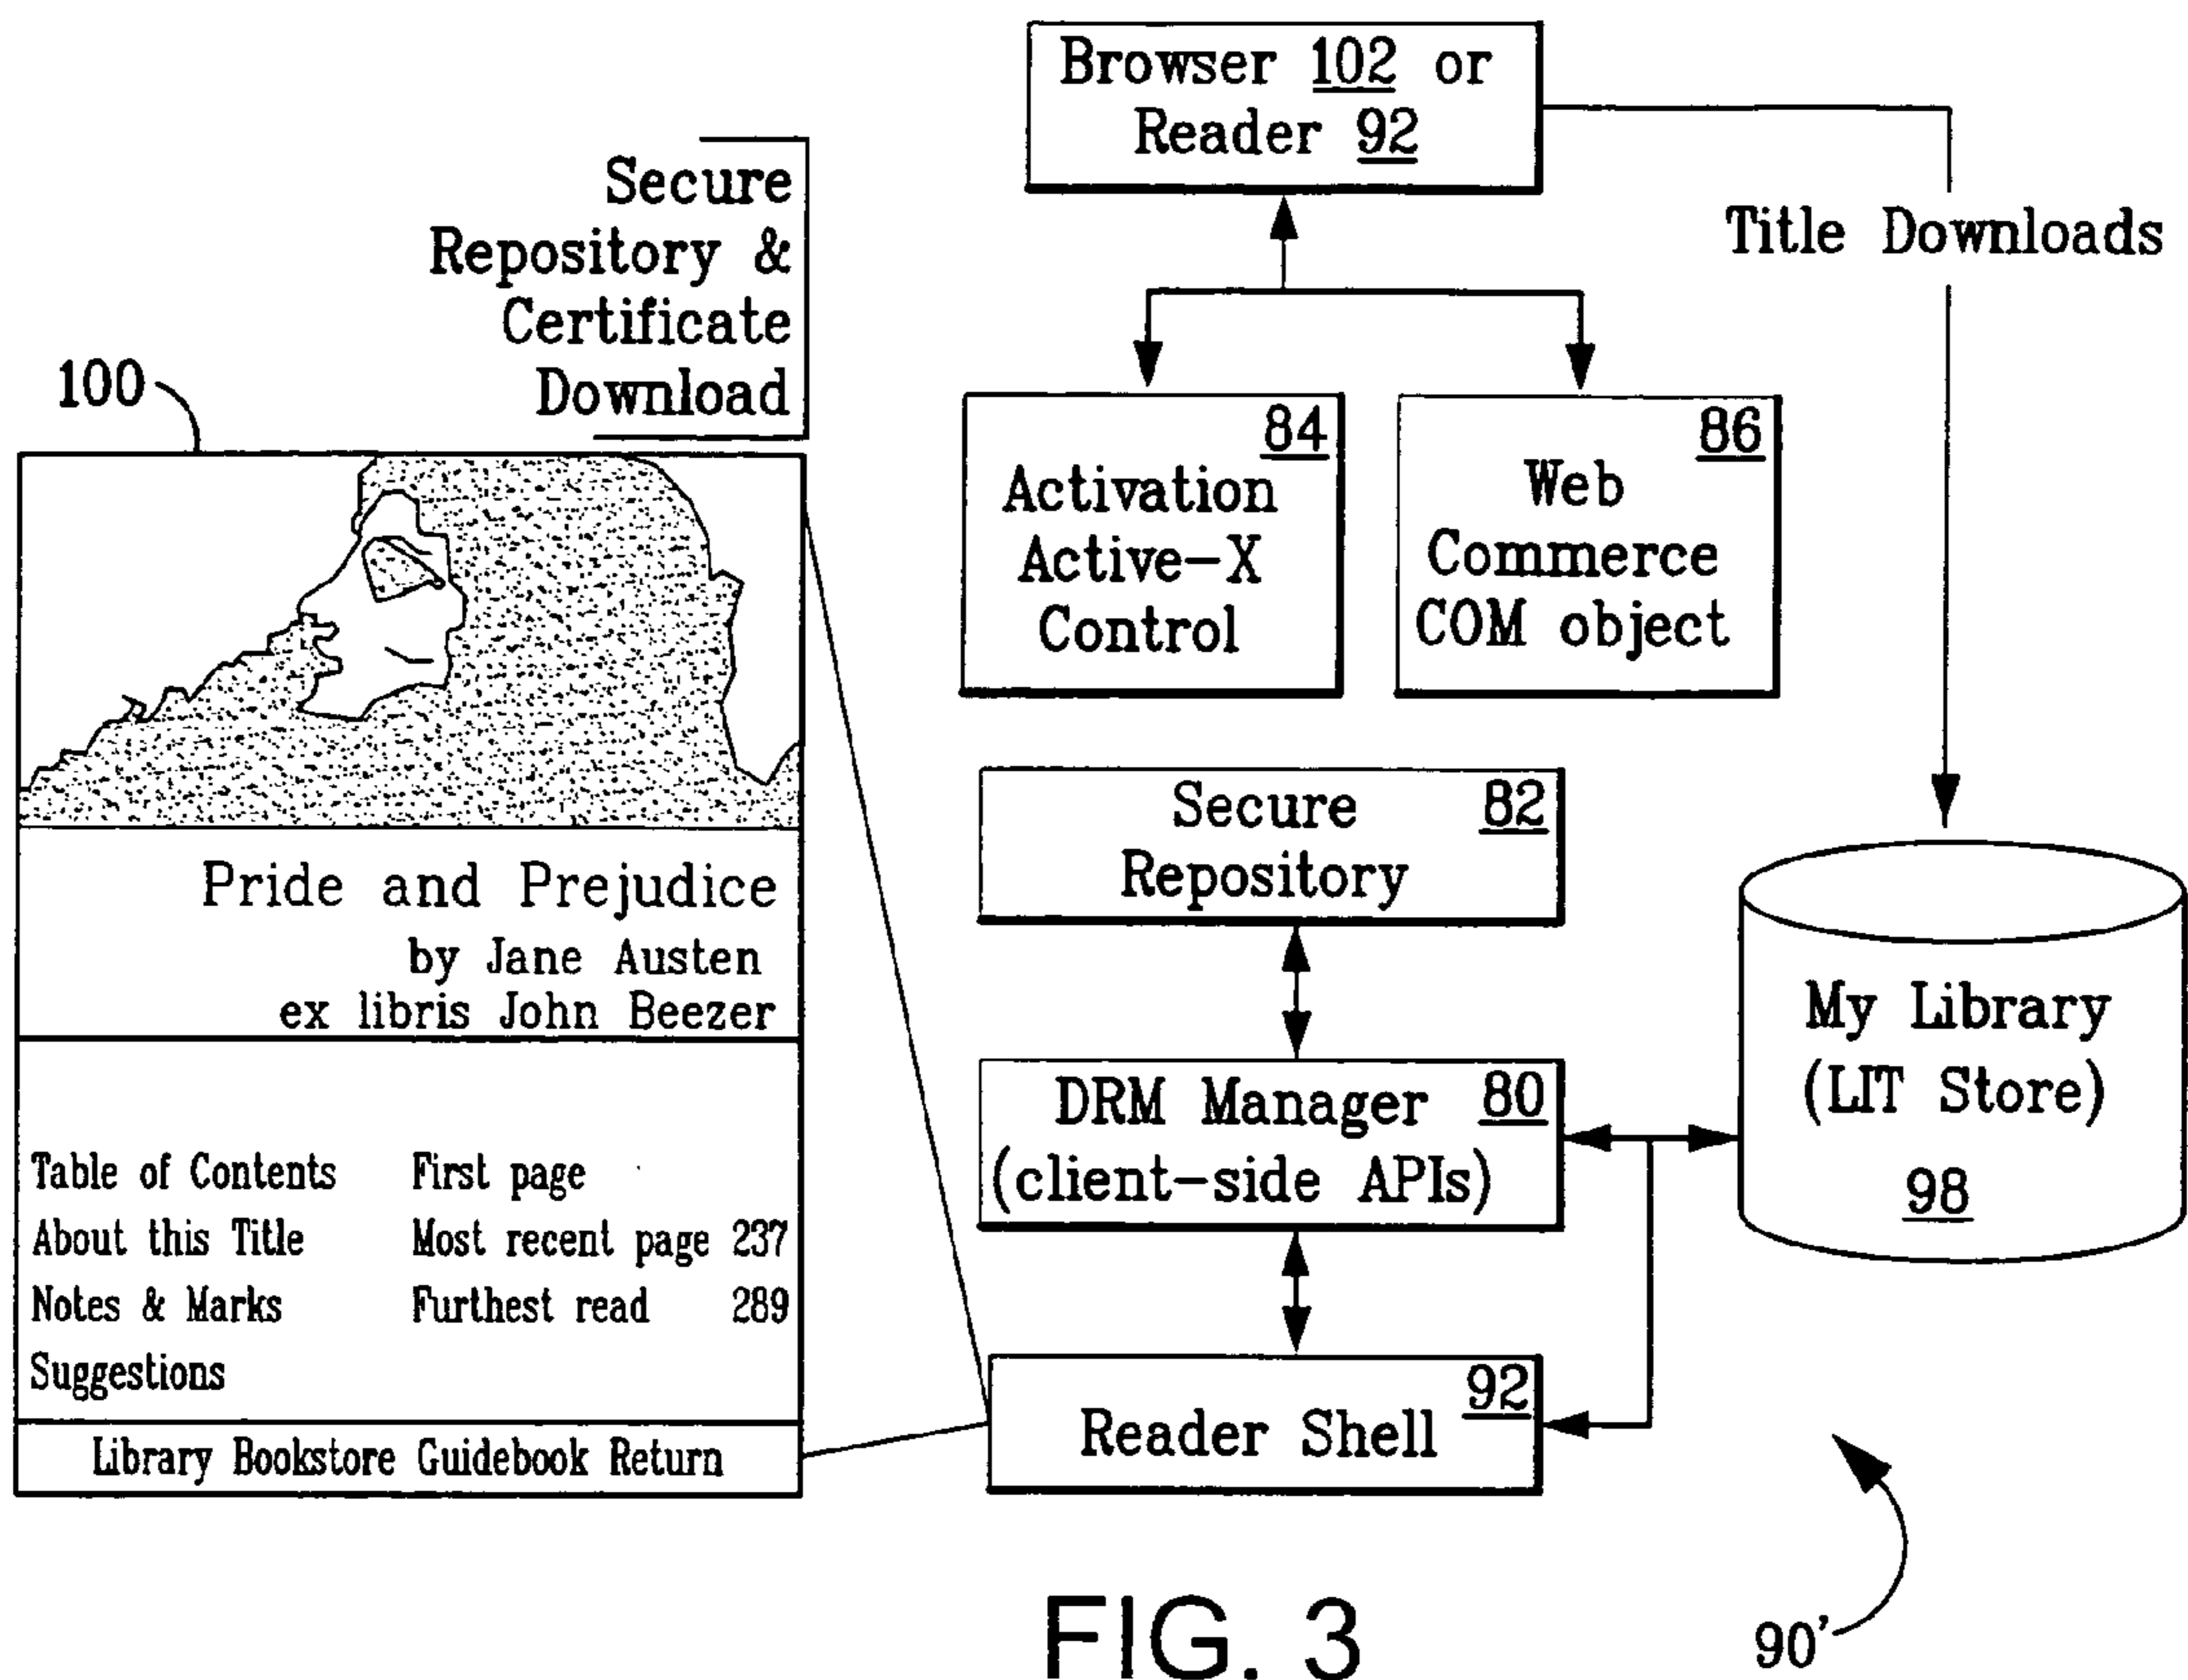 Browser 102 or
Reader 92
Title Downloads
Secure
Repository &
Certificate
Download
100
84
Activation
Active-X
Control
86
Web
Commerce
COM object
Secure 82
Repository
DRM Manager 80
(client-side APIs)
92
Reader Shell
My Library
(LIT Store)
98
Pride and Prejudice
by Jane Austen
ex libris John Beezer
Table of Contents First page
About this Title Most recent page 237
Notes & Marks Furthest read 289
Suggestions
Library Bookstore Guidebook Return
90'
FIG. 3